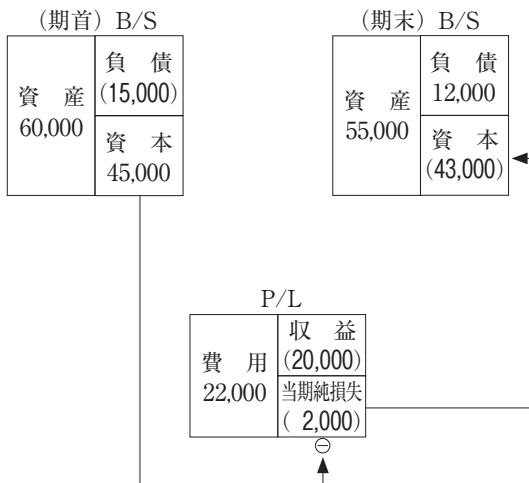 (期首) B/S
資　産
60,000
負　債
(15,000)
資　本
45,000
(期末) B/S
資　産
55,000
負　債
12,000
資　本
(43,000)
P/L
費　用
22,000
収　益
(20,000)
当期純損失
(　2,000)
⊖